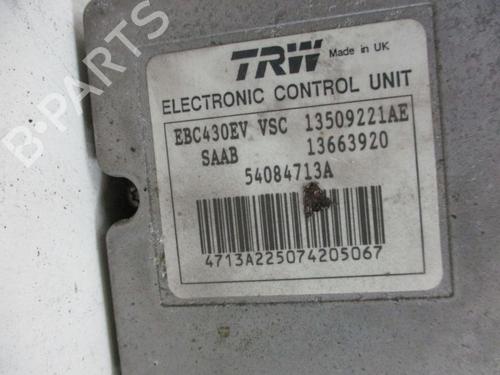 B-PARTS
TRW Made in UK
ELECTRONIC CONTROL UNIT
EBC430EV VSC 13509221AE
SAAB 13663920
54084713A
4713A225074205067